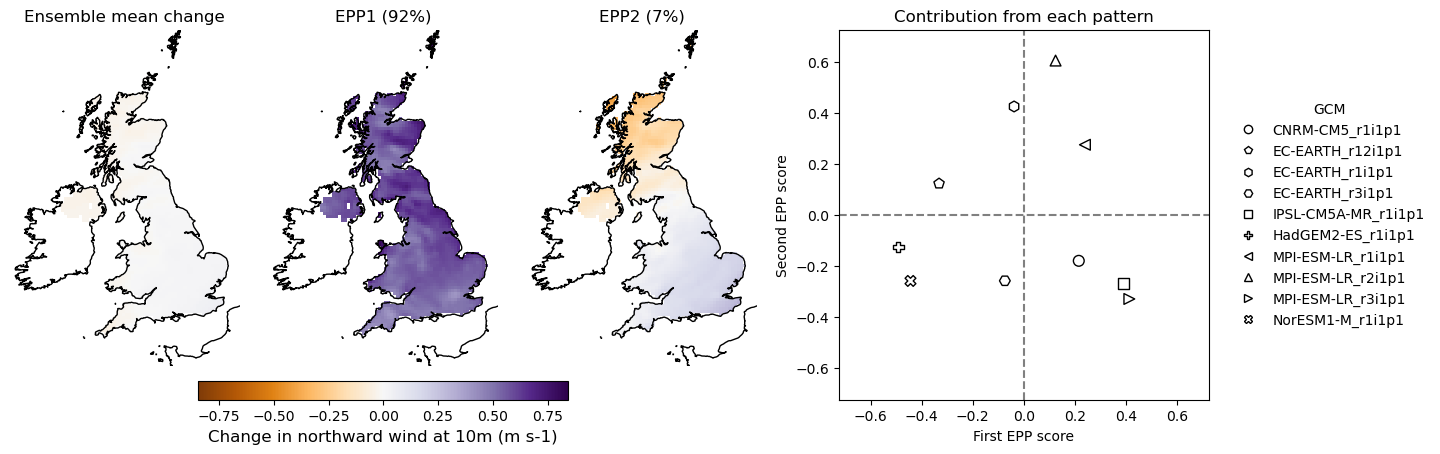 Ensemble mean change
EPP1 (92%)
EPP2 (7%)
Contribution from each pattern
−0.75 −0.50 −0.25 0.00 0.25 0.50 0.75
Change in northward wind at 10m (m s-1)
Second EPP score
0.6
0.4
0.2
0.0
−0.2
−0.4
−0.6
−0.6 −0.4 −0.2 0.0 0.2 0.4 0.6
First EPP score
GCM
CNRM-CM5_r1i1p1
EC-EARTH_r12i1p1
EC-EARTH_r1i1p1
EC-EARTH_r3i1p1
IPSL-CM5A-MR_r1i1p1
HadGEM2-ES_r1i1p1
MPI-ESM-LR_r1i1p1
MPI-ESM-LR_r2i1p1
MPI-ESM-LR_r3i1p1
NorESM1-M_r1i1p1